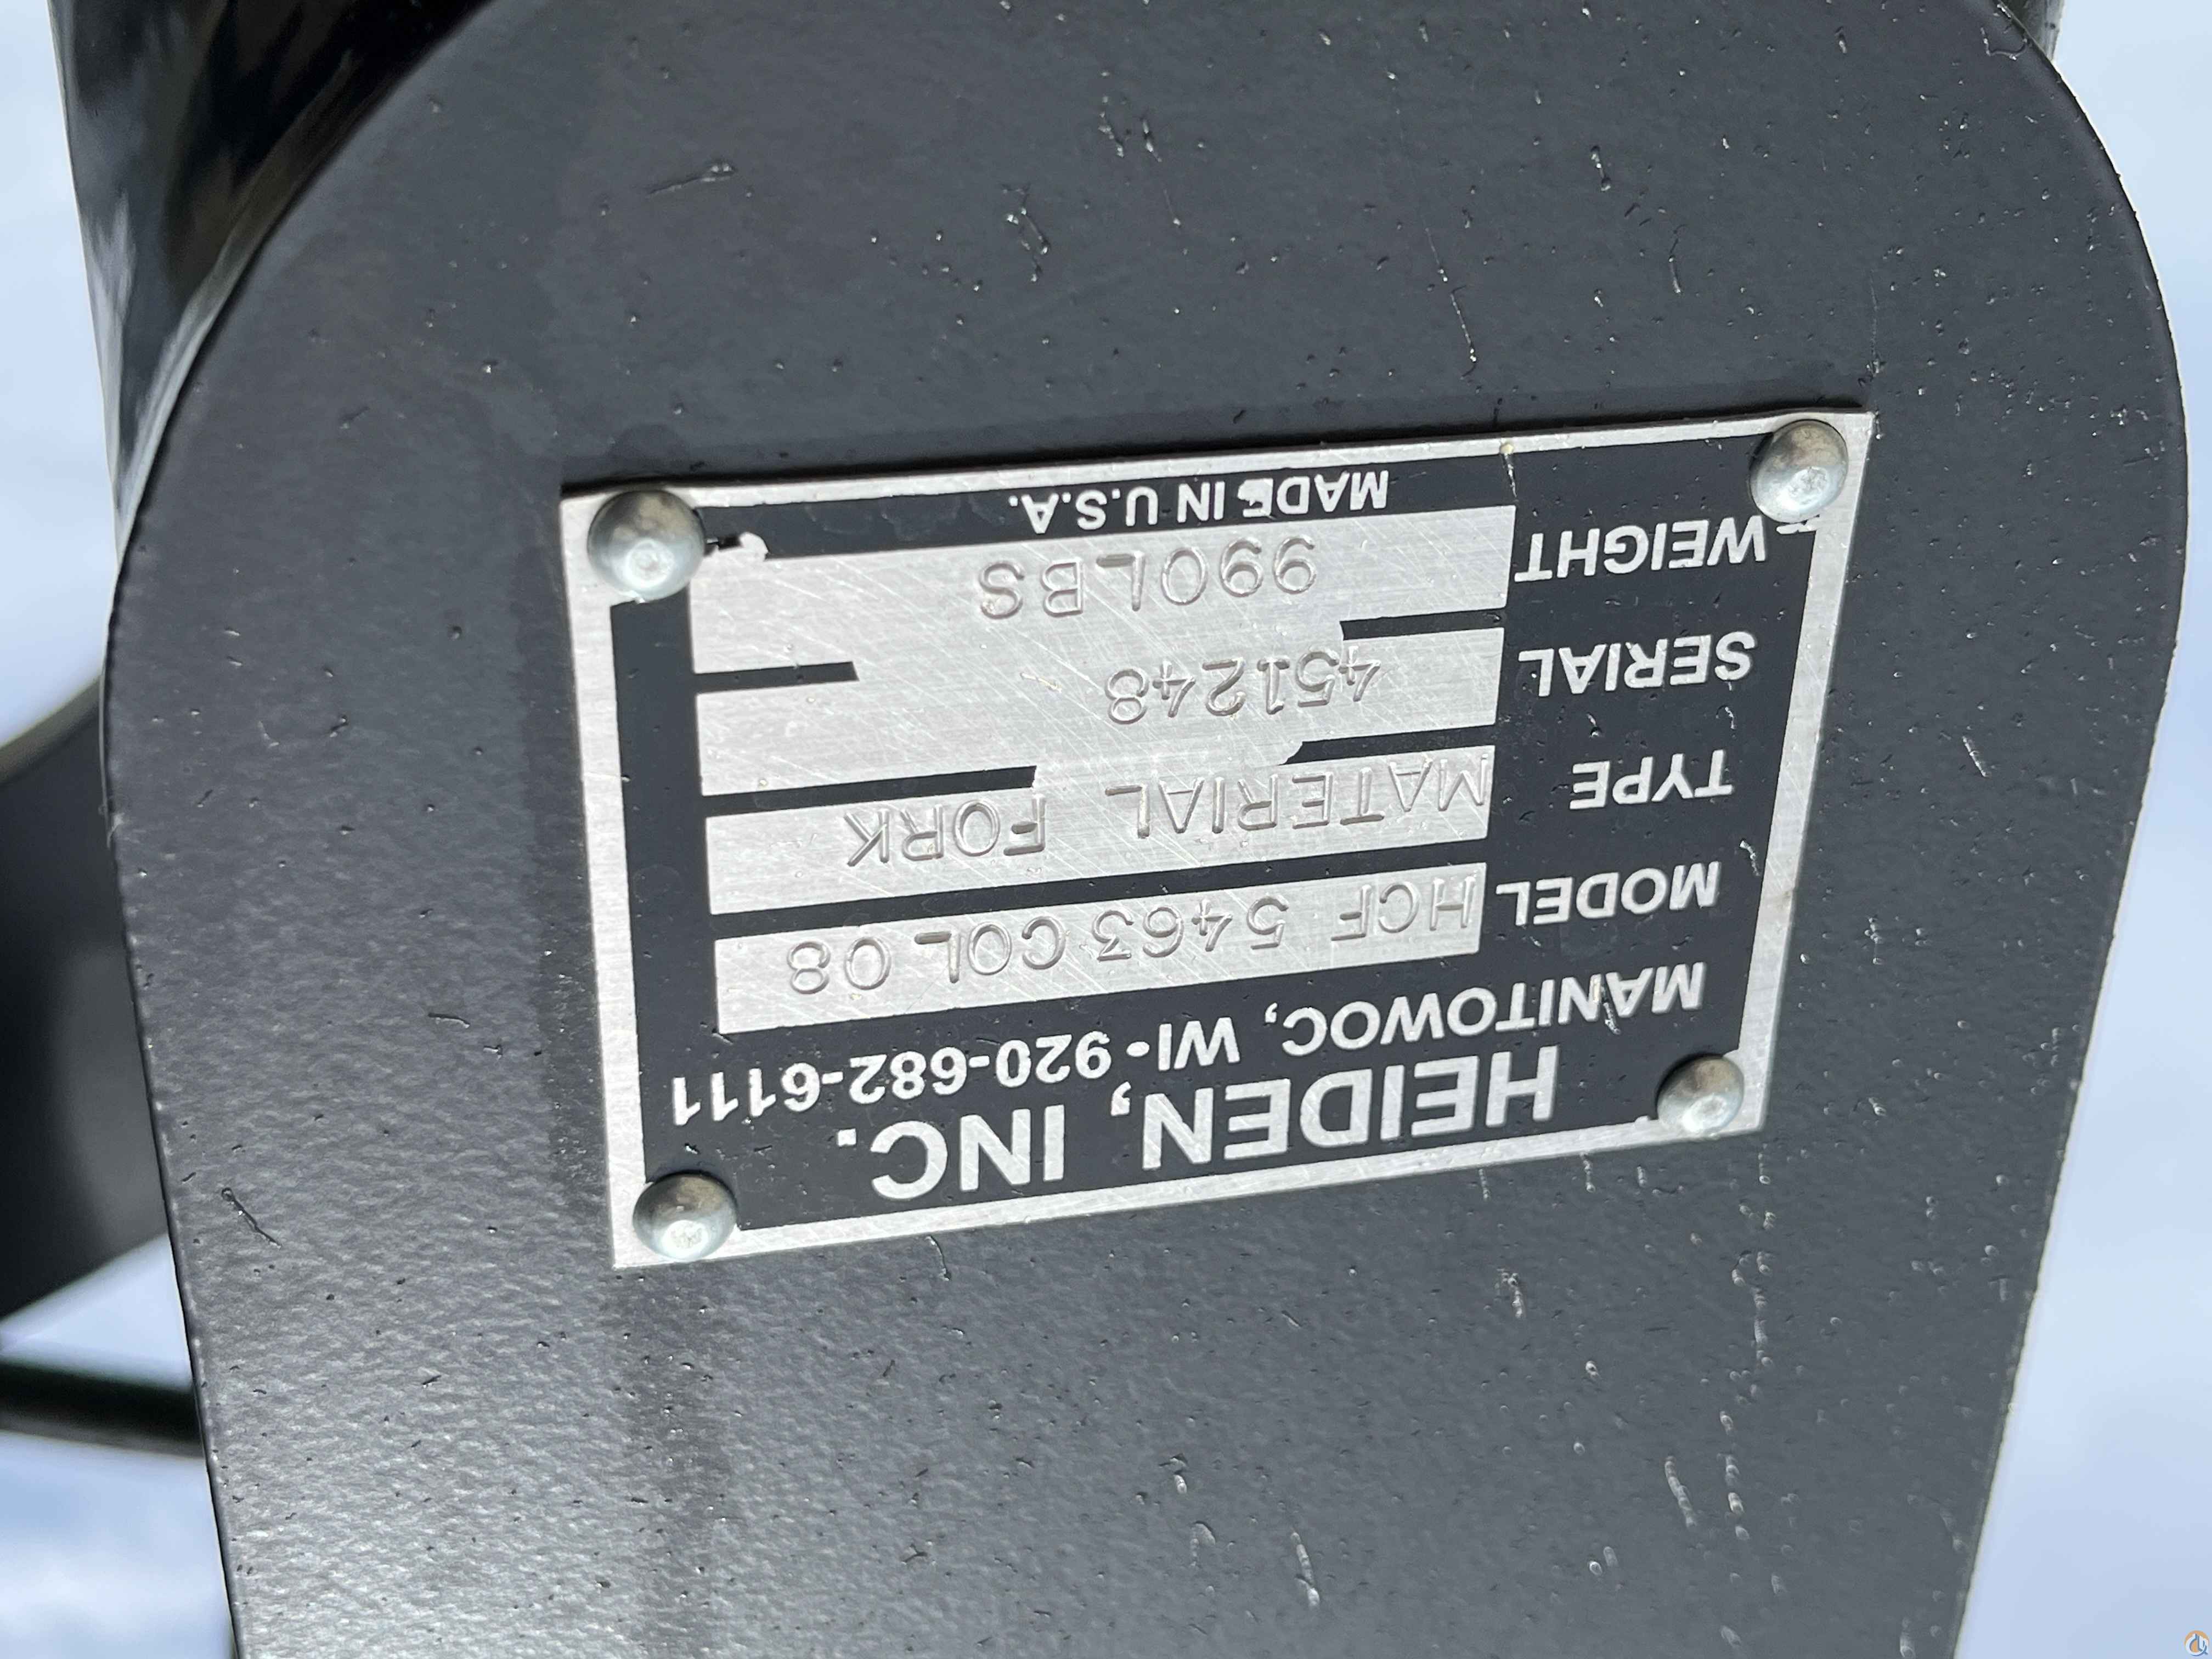 HEIDEN, INC.
MANITOWOC, WI - 920-682-6111
MODEL HCF 5463 COL 08
TYPE MATERIAL FORK
SERIAL 451248
WEIGHT 990LBS
MADE IN U.S.A.